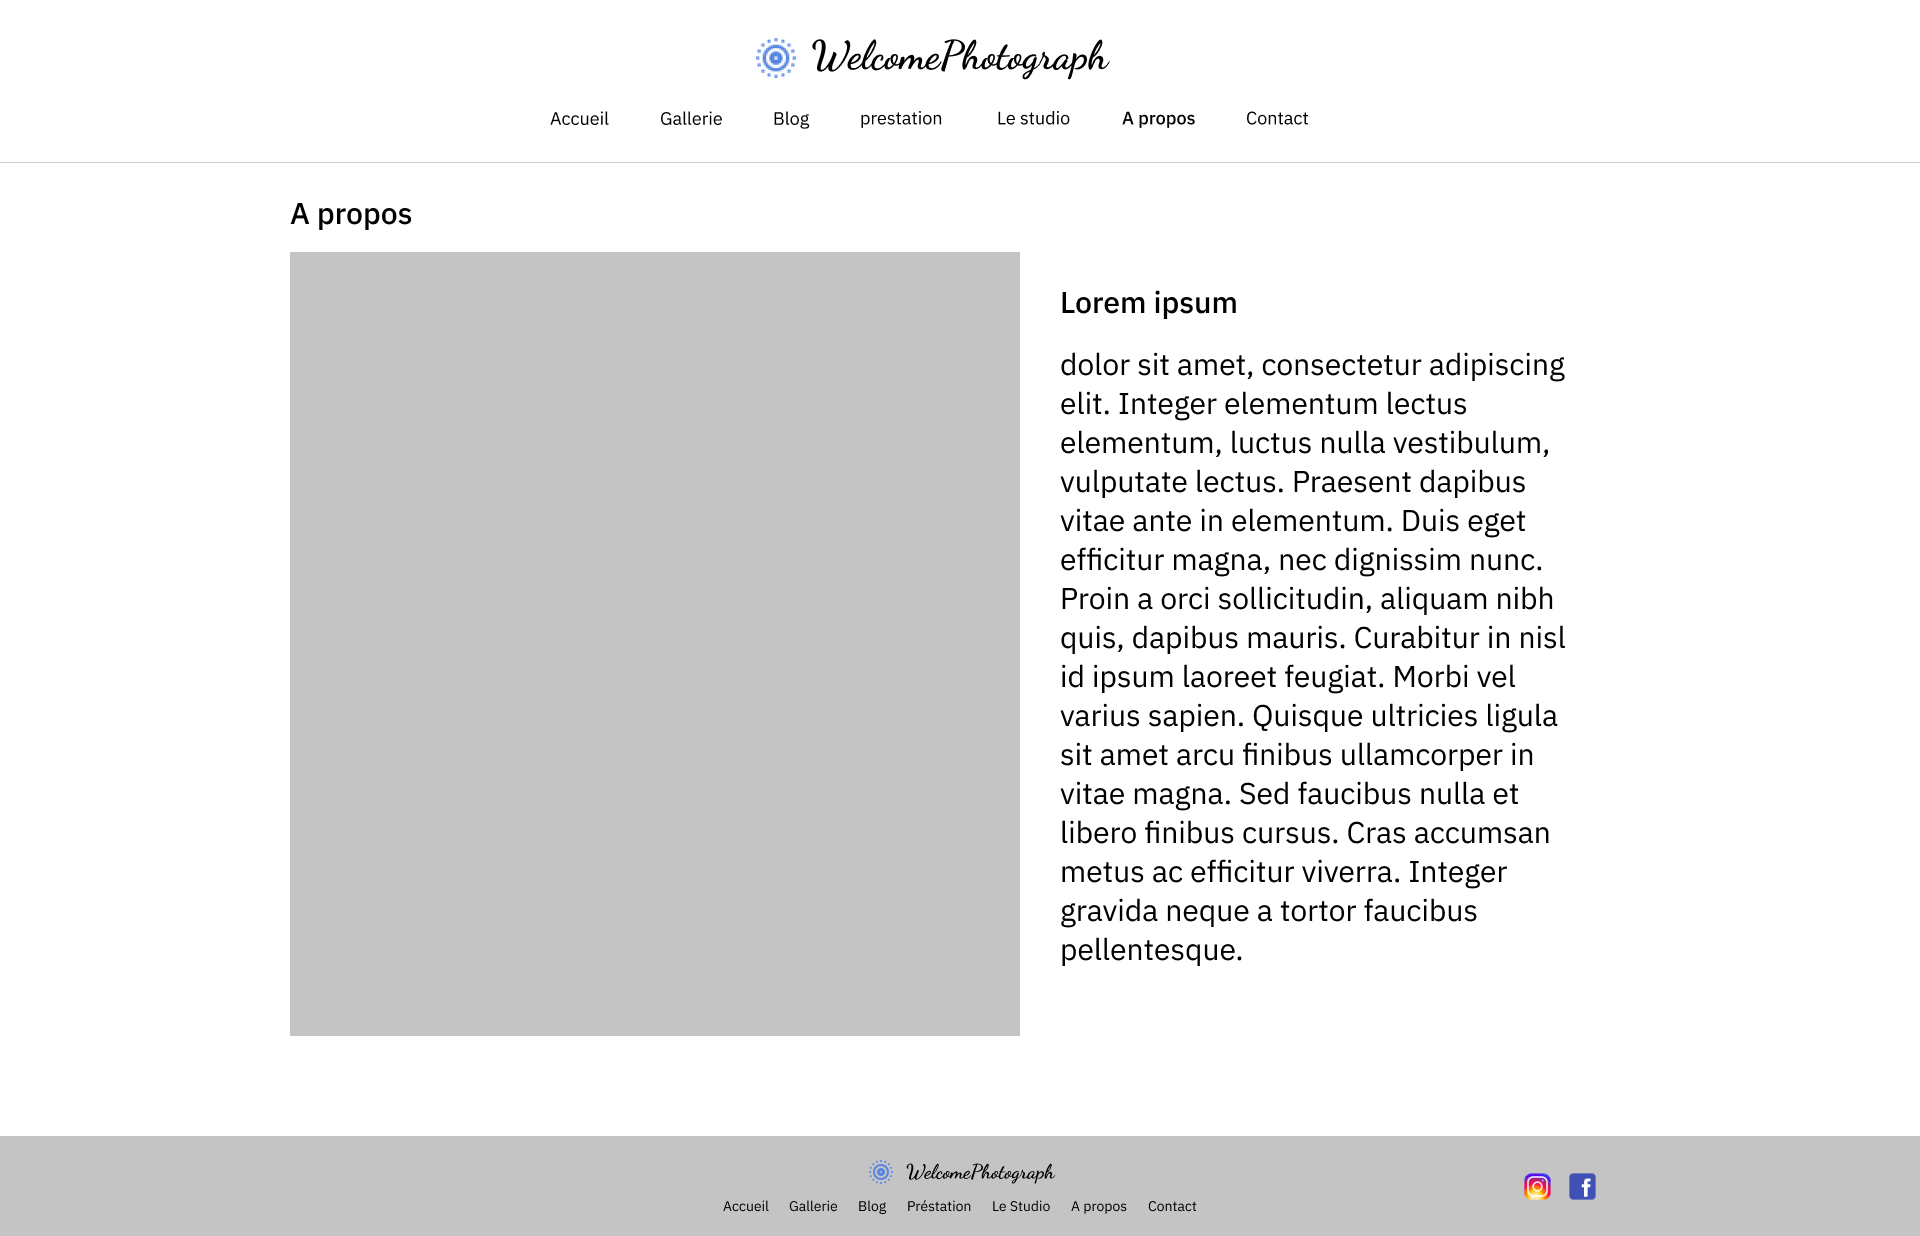 WelcomePhotograph
Accueil Gallerie Blog prestation Le studio A propos Contact
A propos
Lorem ipsum
dolor sit amet, consectetur adipiscing
elit. Integer elementum lectus
elementum, luctus nulla vestibulum,
vulputate lectus. Praesent dapibus
vitae ante in elementum. Duis eget
efficitur magna, nec dignissim nunc.
Proin a orci sollicitudin, aliquam nibh
quis, dapibus mauris. Curabitur in nisl
id ipsum laoreet feugiat. Morbi vel
varius sapien. Quisque ultricies ligula
sit amet arcu finibus ullamcorper in
vitae magna. Sed faucibus nulla et
libero finibus cursus. Cras accumsan
metus ac efficitur viverra. Integer
gravida neque a tortor faucibus
pellentesque.
WelcomePhotograph
Accueil Gallerie Blog Préstation Le Studio A propos Contact